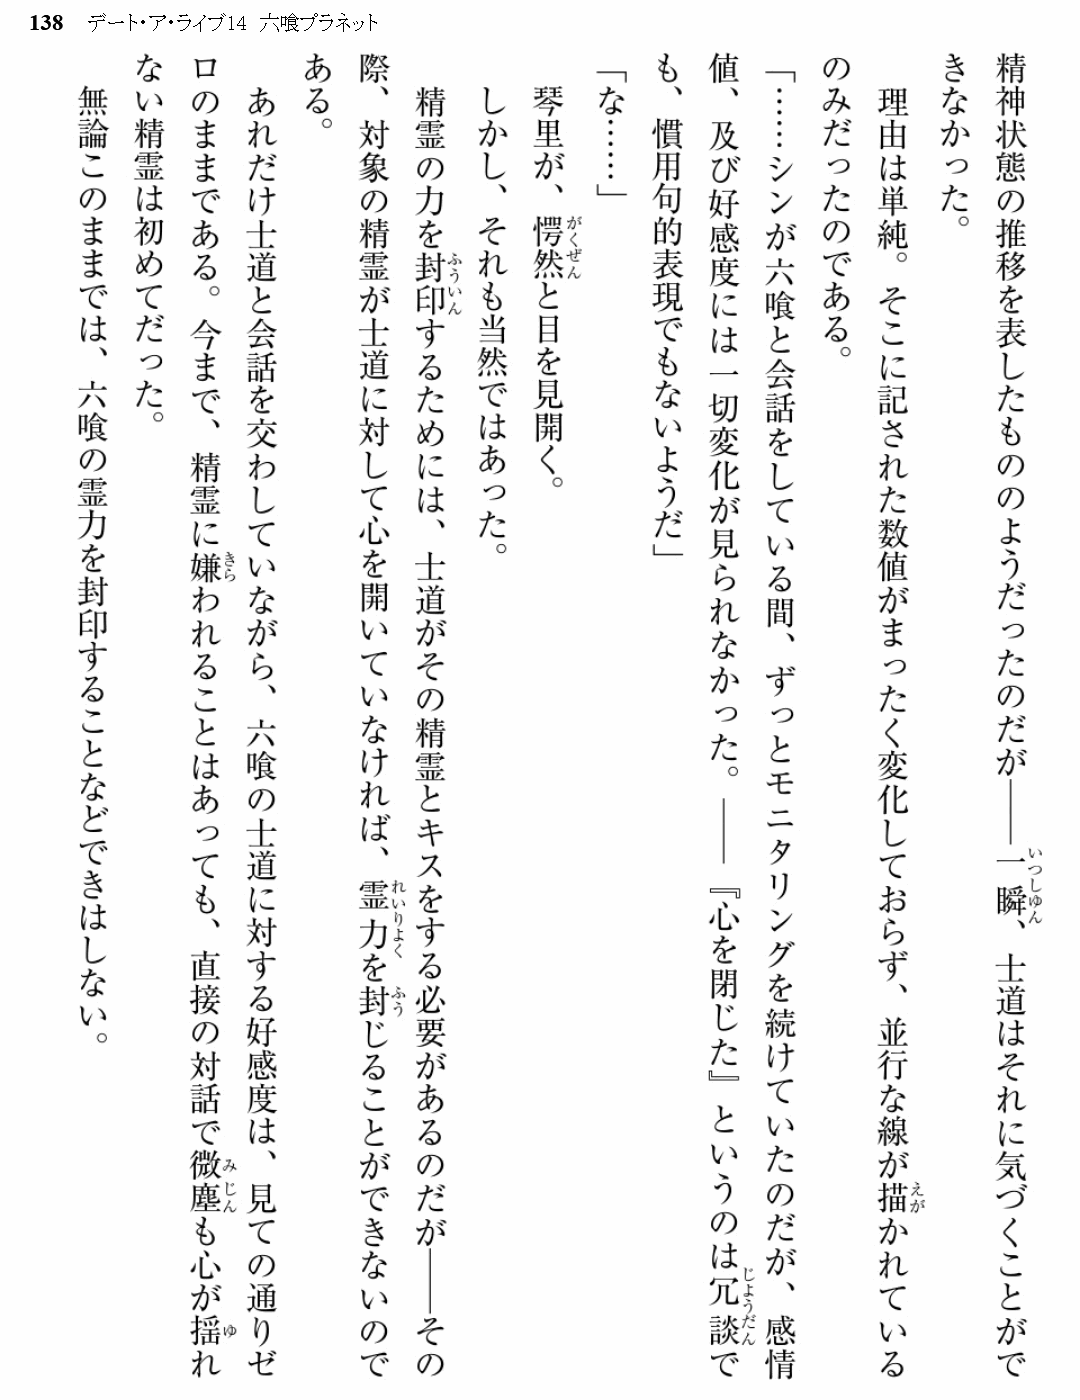 138 デート・ア・ライブ14 六喰プラネット
精神状態の推移を表したもののようだったのだが――一瞬、士道はそれに気づくことがで
きなかった。
理由は単純。そこに記された数値がまったく変化しておらず、並行な線が描かれている
のみだったのである。
「……シンが六喰と会話をしている間、ずっとモニタリングを続けていたのだが、感情
値、及び好感度には一切変化が見られなかった。――『心を閉じた』というのは冗談で
も、慣用句的表現でもないようだ」
「な……」
琴里が、愕然と目を見開く。
しかし、それも当然ではあった。
精霊の力を封印するためには、士道がその精霊とキスをする必要があるのだが――その
際、対象の精霊が士道に対して心を開いていなければ、霊力を封じることができないので
ある。
あれだけ士道と会話を交わしていながら、六喰の士道に対する好感度は、見ての通りゼ
ロのままである。今まで、精霊に嫌われることはあっても、直接の対話で微塵も心が揺れ
ない精霊は初めてだった。
無論このままでは、六喰の霊力を封印することなどできはしない。